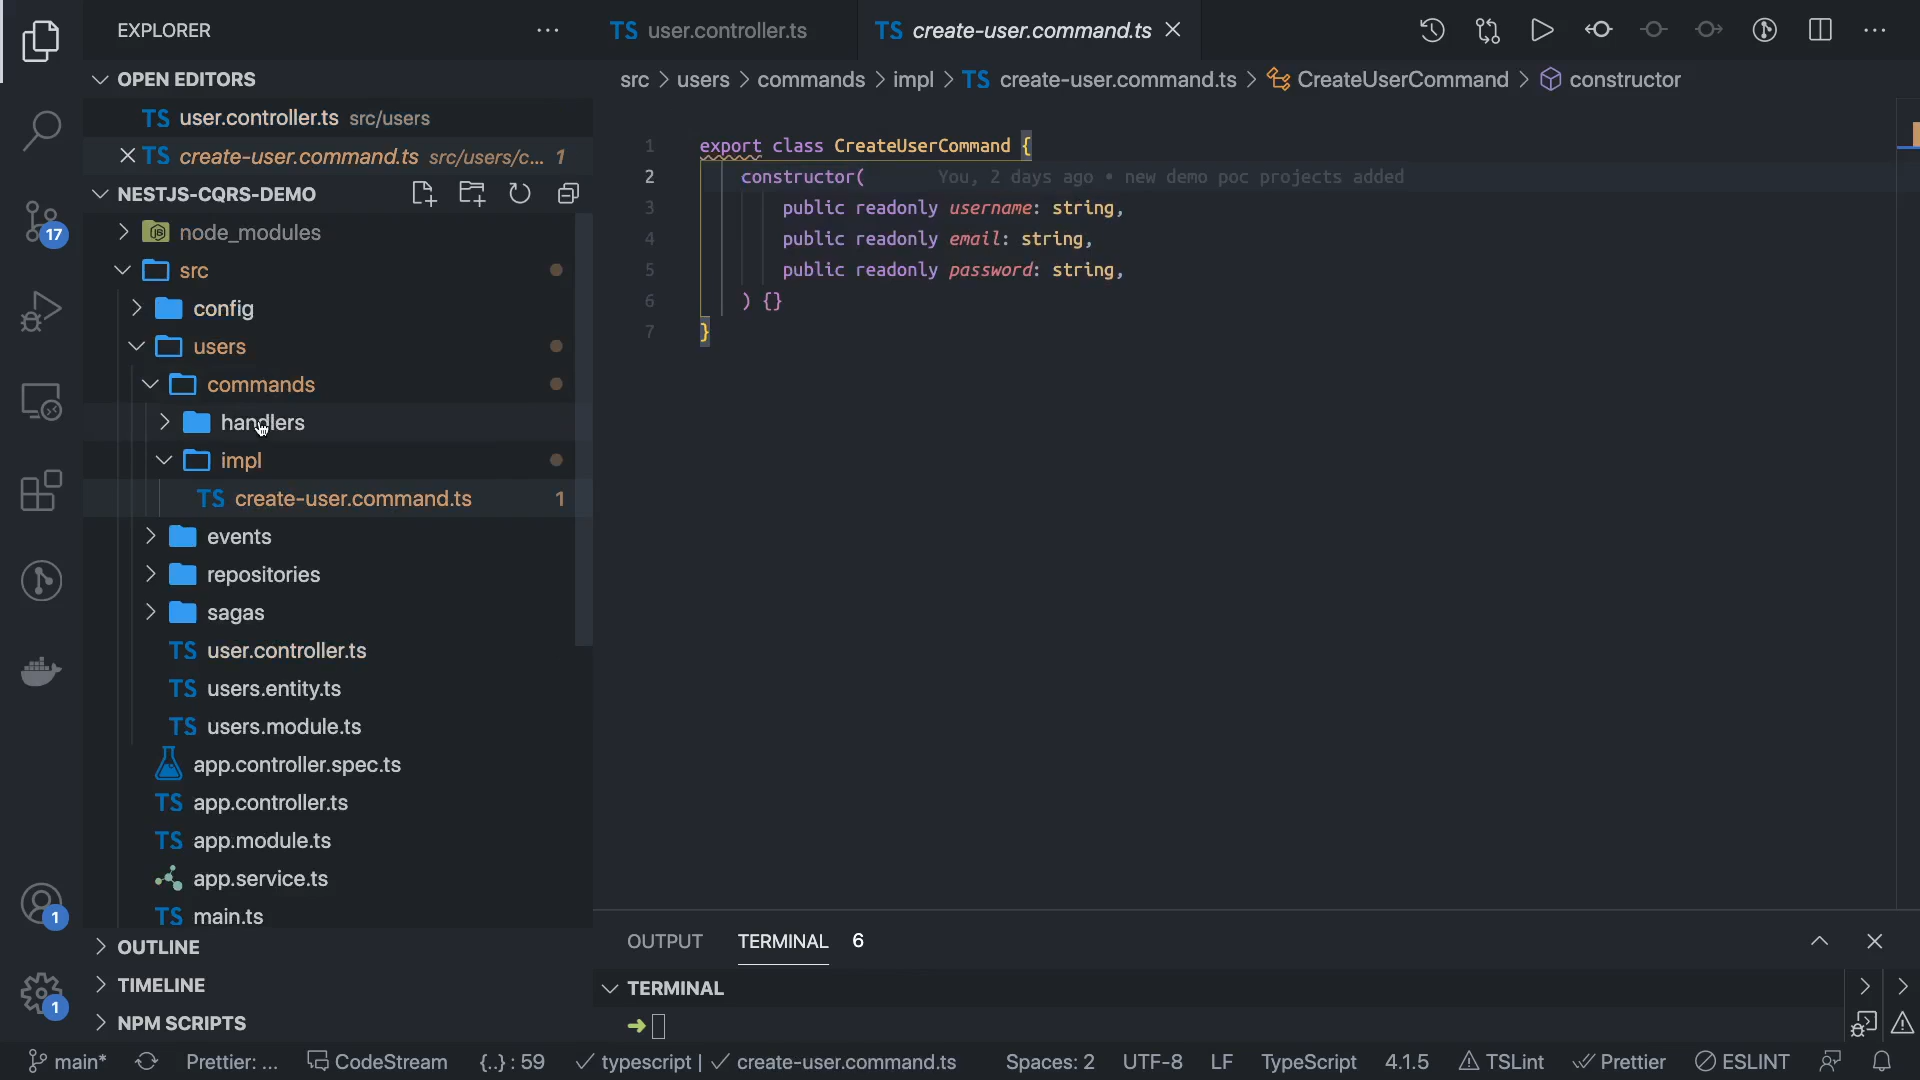 EXPLORER
OPEN EDITORS
TS user.controller.ts src/users
TS create-user.command.ts src/users/c... 1
NESTJS-CQRS-DEMO
node_modules
src
config
users
commands
handlers
impl
TS create-user.command.ts 1
events
repositories
sagas
TS user.controller.ts
TS users.entity.ts
TS users.module.ts
app.controller.spec.ts
TS app.controller.ts
TS app.module.ts
app.service.ts
TS main.ts
OUTLINE
TIMELINE
NPM SCRIPTS
17
1
1
TS user.controller.ts TS create-user.command.ts
src > users > commands > impl > TS create-user.command.ts > CreateUserCommand > constructor
1 export class CreateUserCommand {
2 constructor( You, 2 days ago • new demo poc projects added
3 public readonly username: string,
4 public readonly email: string,
5 public readonly password: string,
6 ) {}
7 }
OUTPUT TERMINAL 6
TERMINAL
main* Prettier: ... CodeStream {..} : 59 ✓ typescript | ✓ create-user.command.ts Spaces: 2 UTF-8 LF TypeScript 4.1.5 TSLint Prettier ESLINT